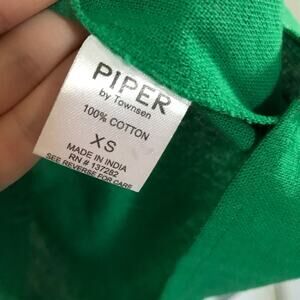 PIPER
by Townsen
100% COTTON
XS
MADE IN INDIA
RN # 137282
SEE REVERSE FOR CARE